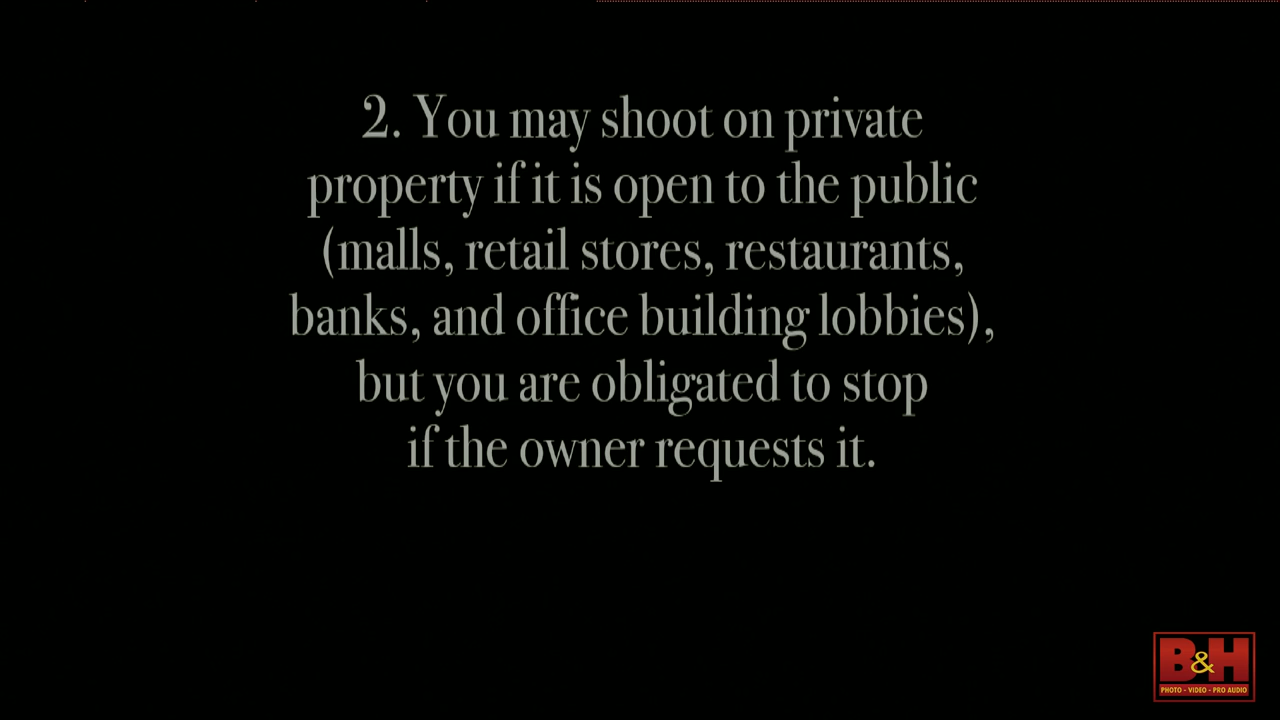 2. You may shoot on private
property if it is open to the public
(malls, retail stores, restaurants,
banks, and office building lobbies),
but you are obligated to stop
if the owner requests it.
B&H
PHOTO - VIDEO - PRO AUDIO